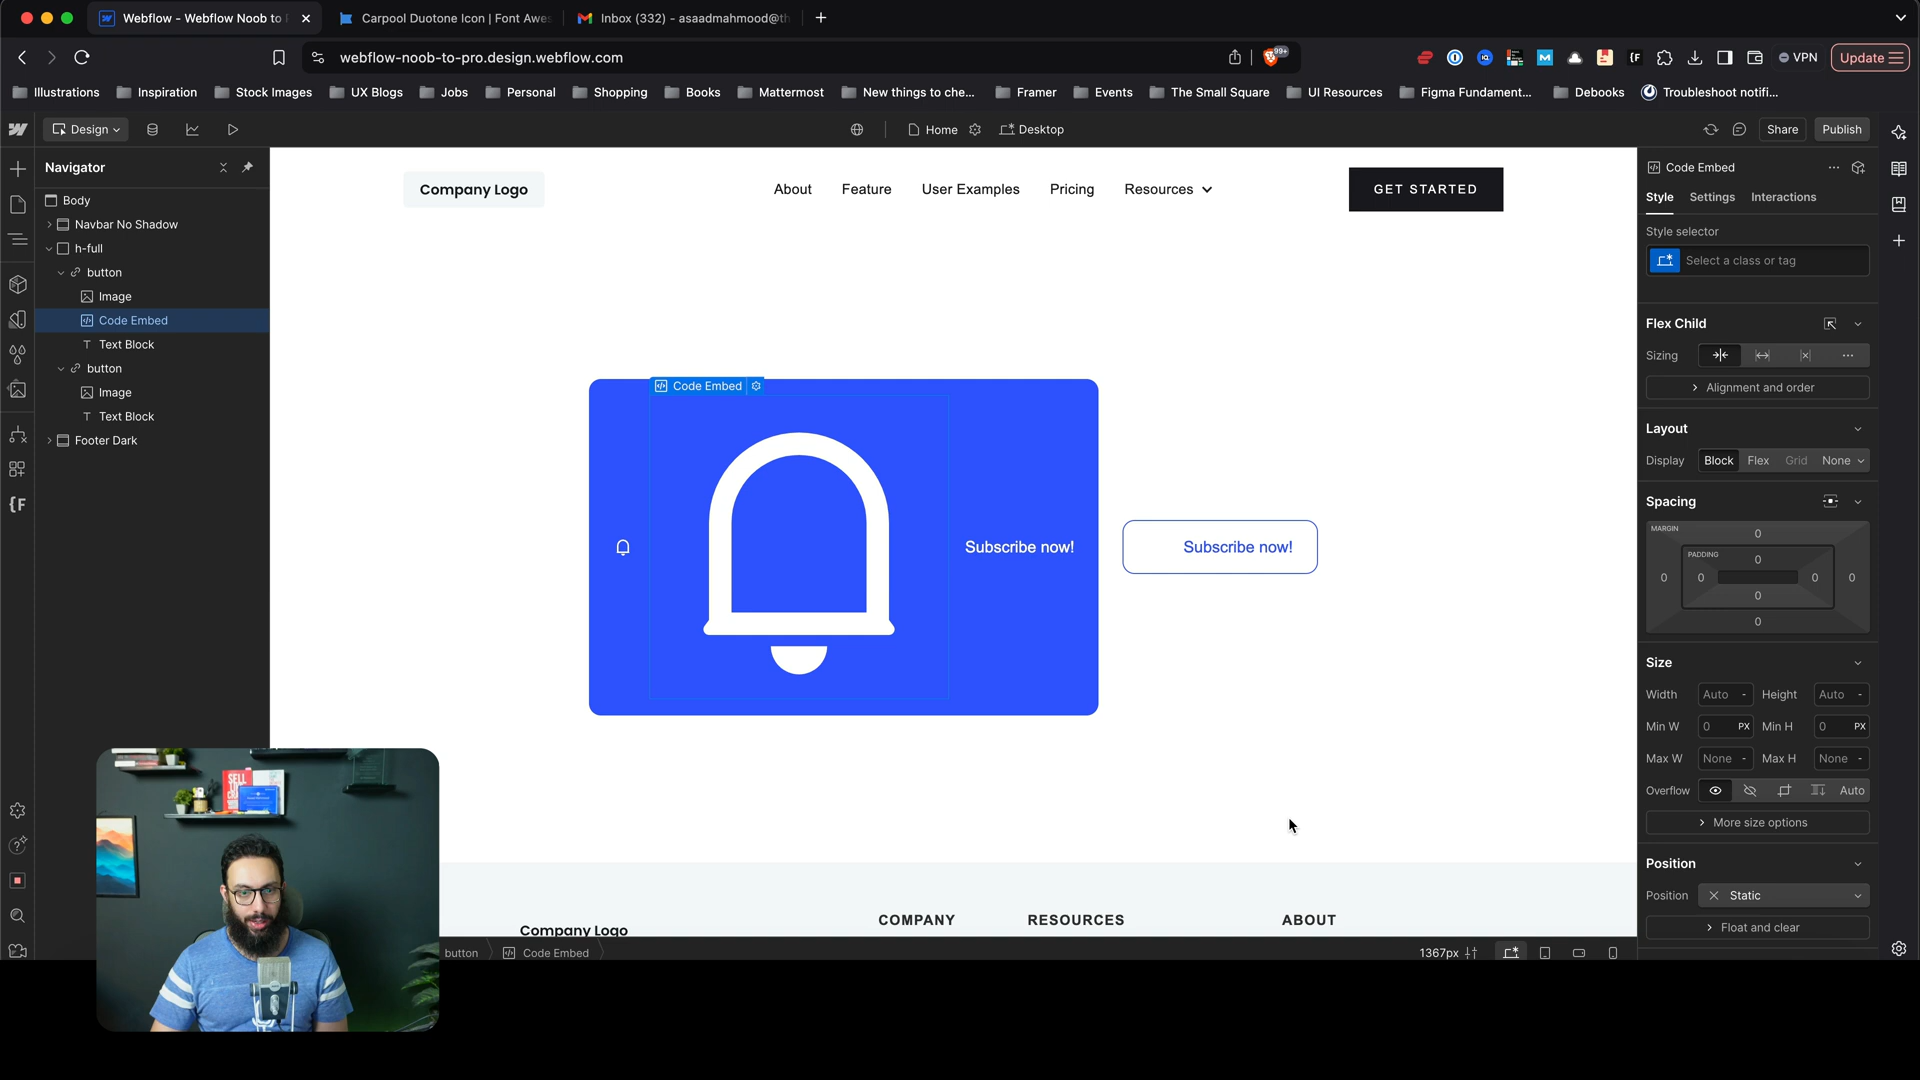 Webflow - Webflow Noob to
Carpool Duotone Icon | Font Awes
Inbox (332) - asaadmahmood@th
webflow-noob-to-pro.design.webflow.com
99+
VPN
Update
Illustrations
Inspiration
Stock Images
UX Blogs
Jobs
Personal
Shopping
Books
Mattermost
New things to che...
Framer
Events
The Small Square
UI Resources
Figma Fundament...
Debooks
Troubleshoot notifi...
Design
Home
Desktop
Share
Publish
Navigator
Body
Navbar No Shadow
h-full
button
Image
Code Embed
Text Block
button
Image
Text Block
Footer Dark
Company Logo
About
Feature
User Examples
Pricing
Resources
GET STARTED
Code Embed
Subscribe now!
Subscribe now!
Company Logo
COMPANY
RESOURCES
ABOUT
button
Code Embed
1367px
Code Embed
Style
Settings
Interactions
Style selector
Select a class or tag
Flex Child
Sizing
Alignment and order
Layout
Display
Block
Flex
Grid
None
Spacing
MARGIN
0
PADDING
0
0
0
0
0
0
0
Size
Width
Auto
-
Height
Auto
-
Min W
0
PX
Min H
0
PX
Max W
None
-
Max H
None
-
Overflow
Auto
More size options
Position
Position
Static
Float and clear